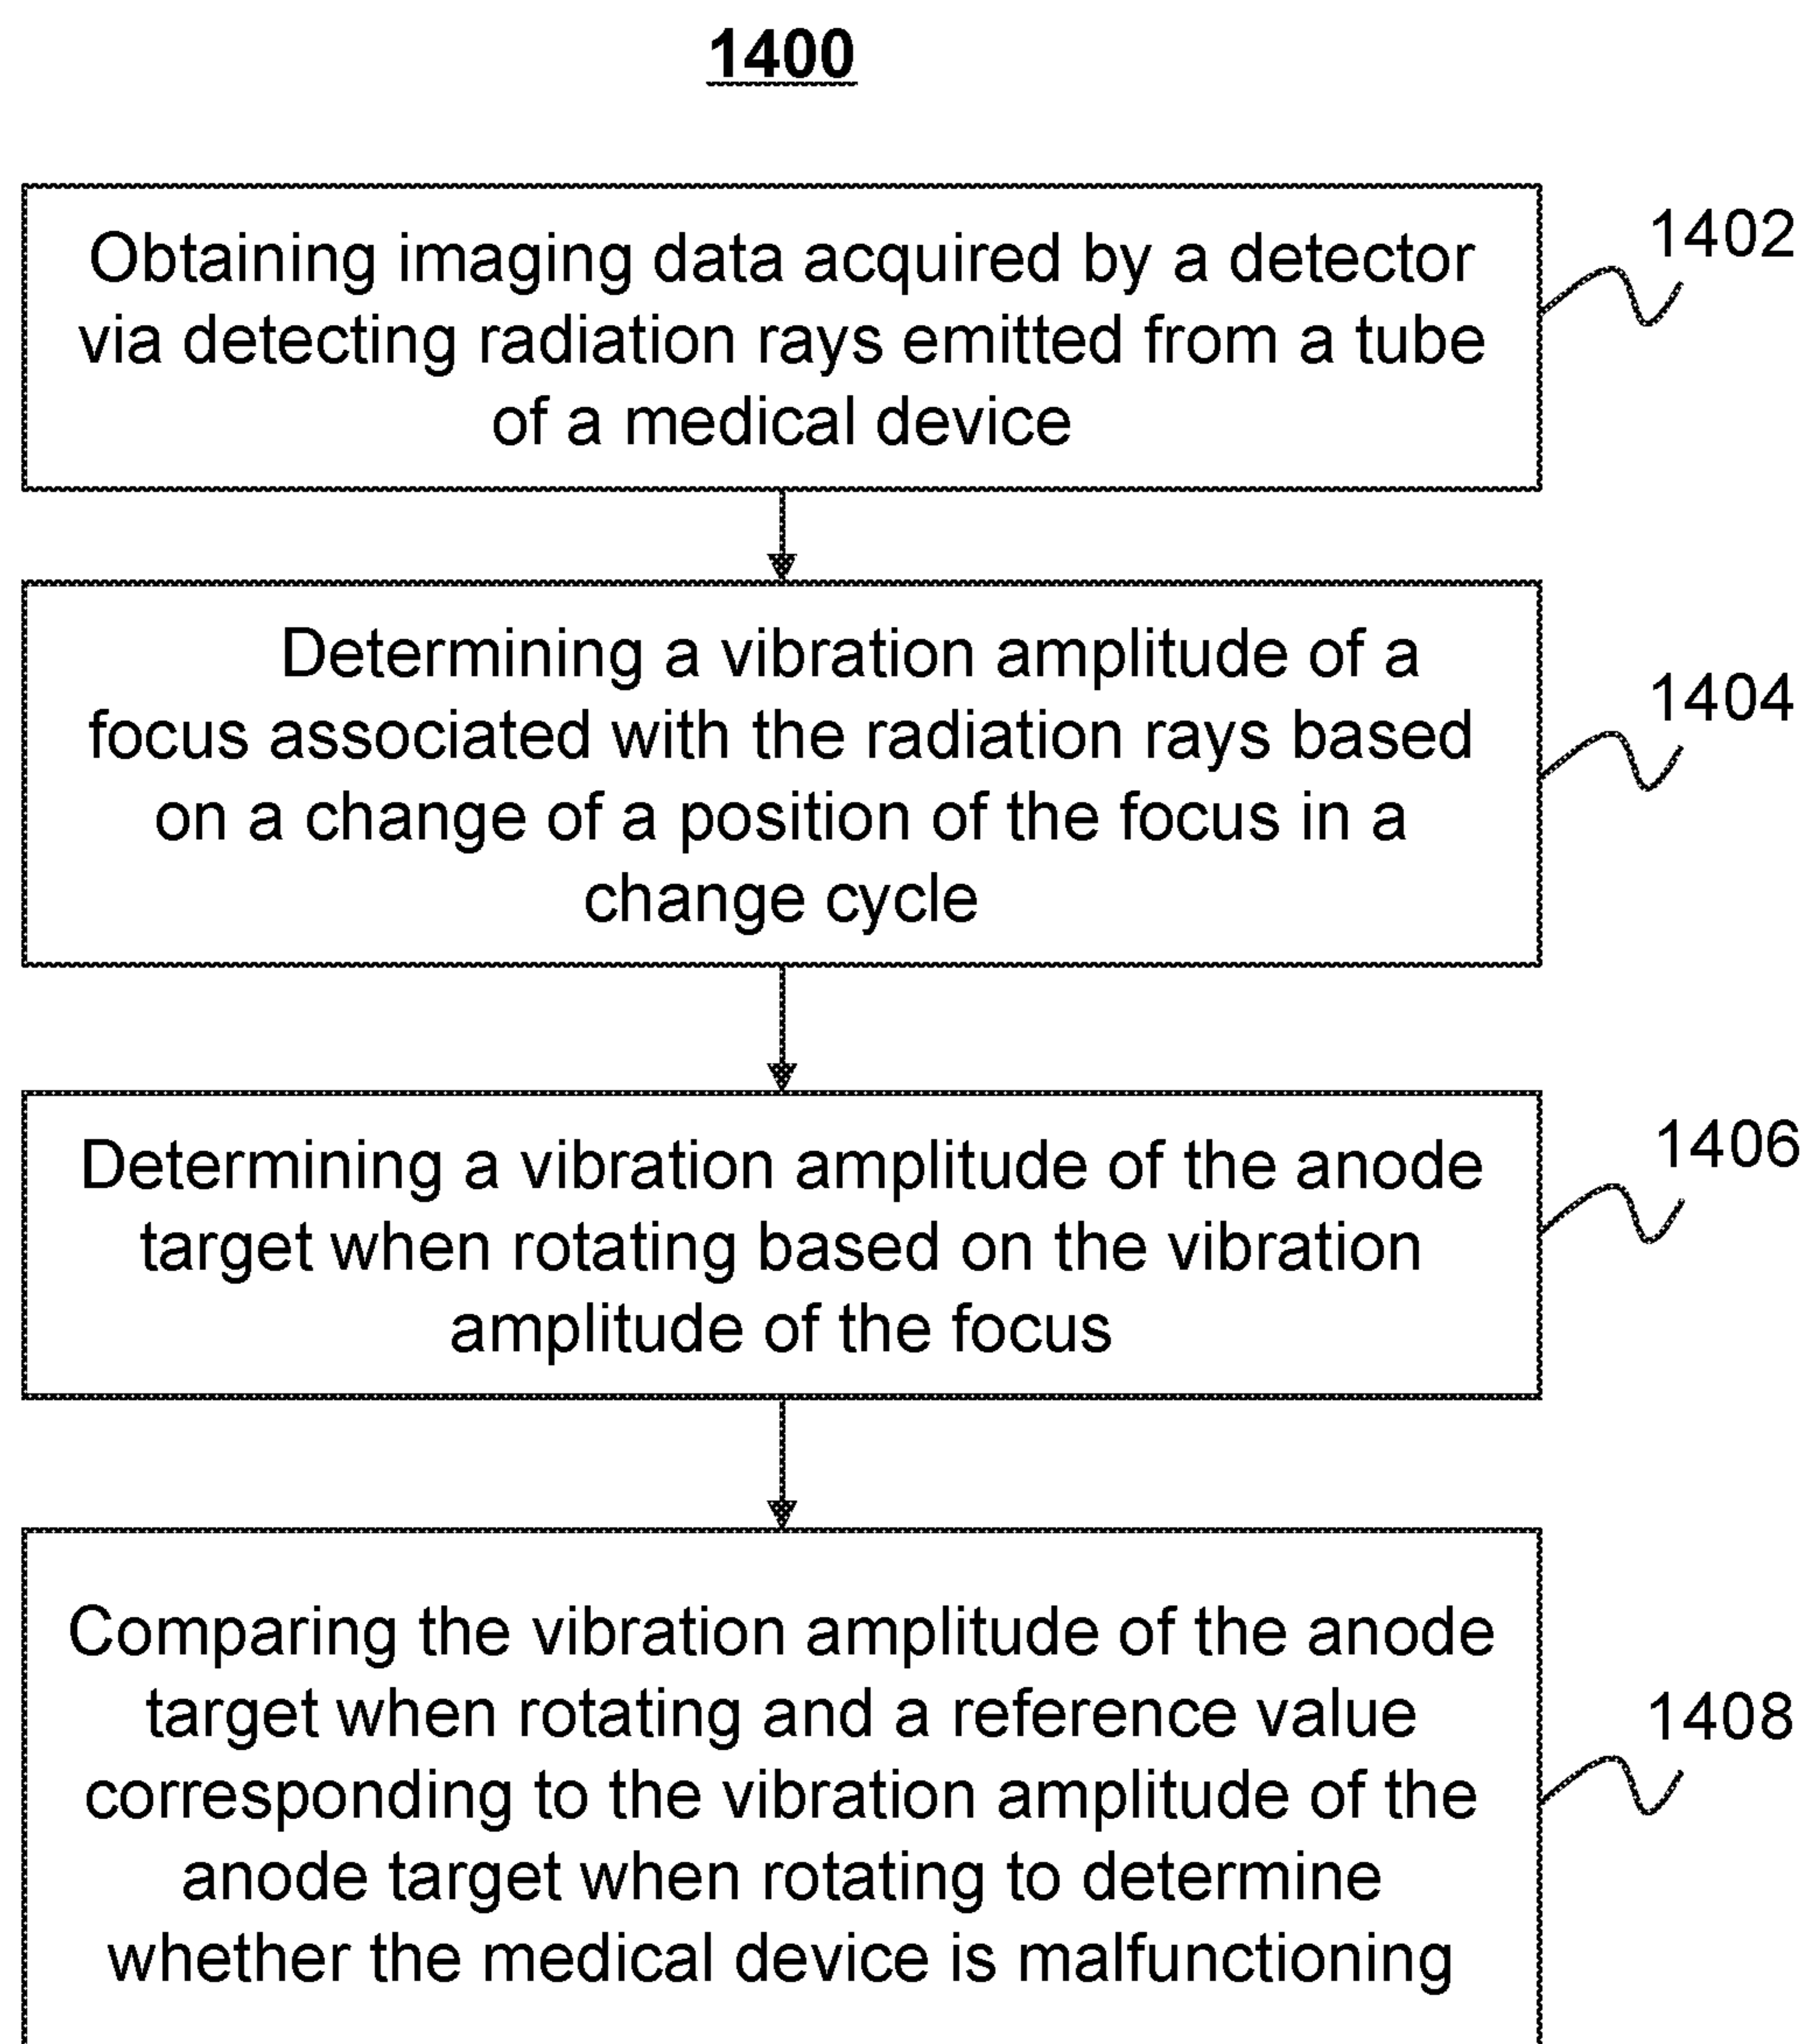 1400
Obtaining imaging data acquired by a detector
via detecting radiation rays emitted from a tube
of a medical device
1402
Determining a vibration amplitude of a
focus associated with the radiation rays based
on a change of a position of the focus in a
change cycle
1404
Determining a vibration amplitude of the anode
target when rotating based on the vibration
amplitude of the focus
1406
Comparing the vibration amplitude of the anode
target when rotating and a reference value
corresponding to the vibration amplitude of the
anode target when rotating to determine
whether the medical device is malfunctioning
1408